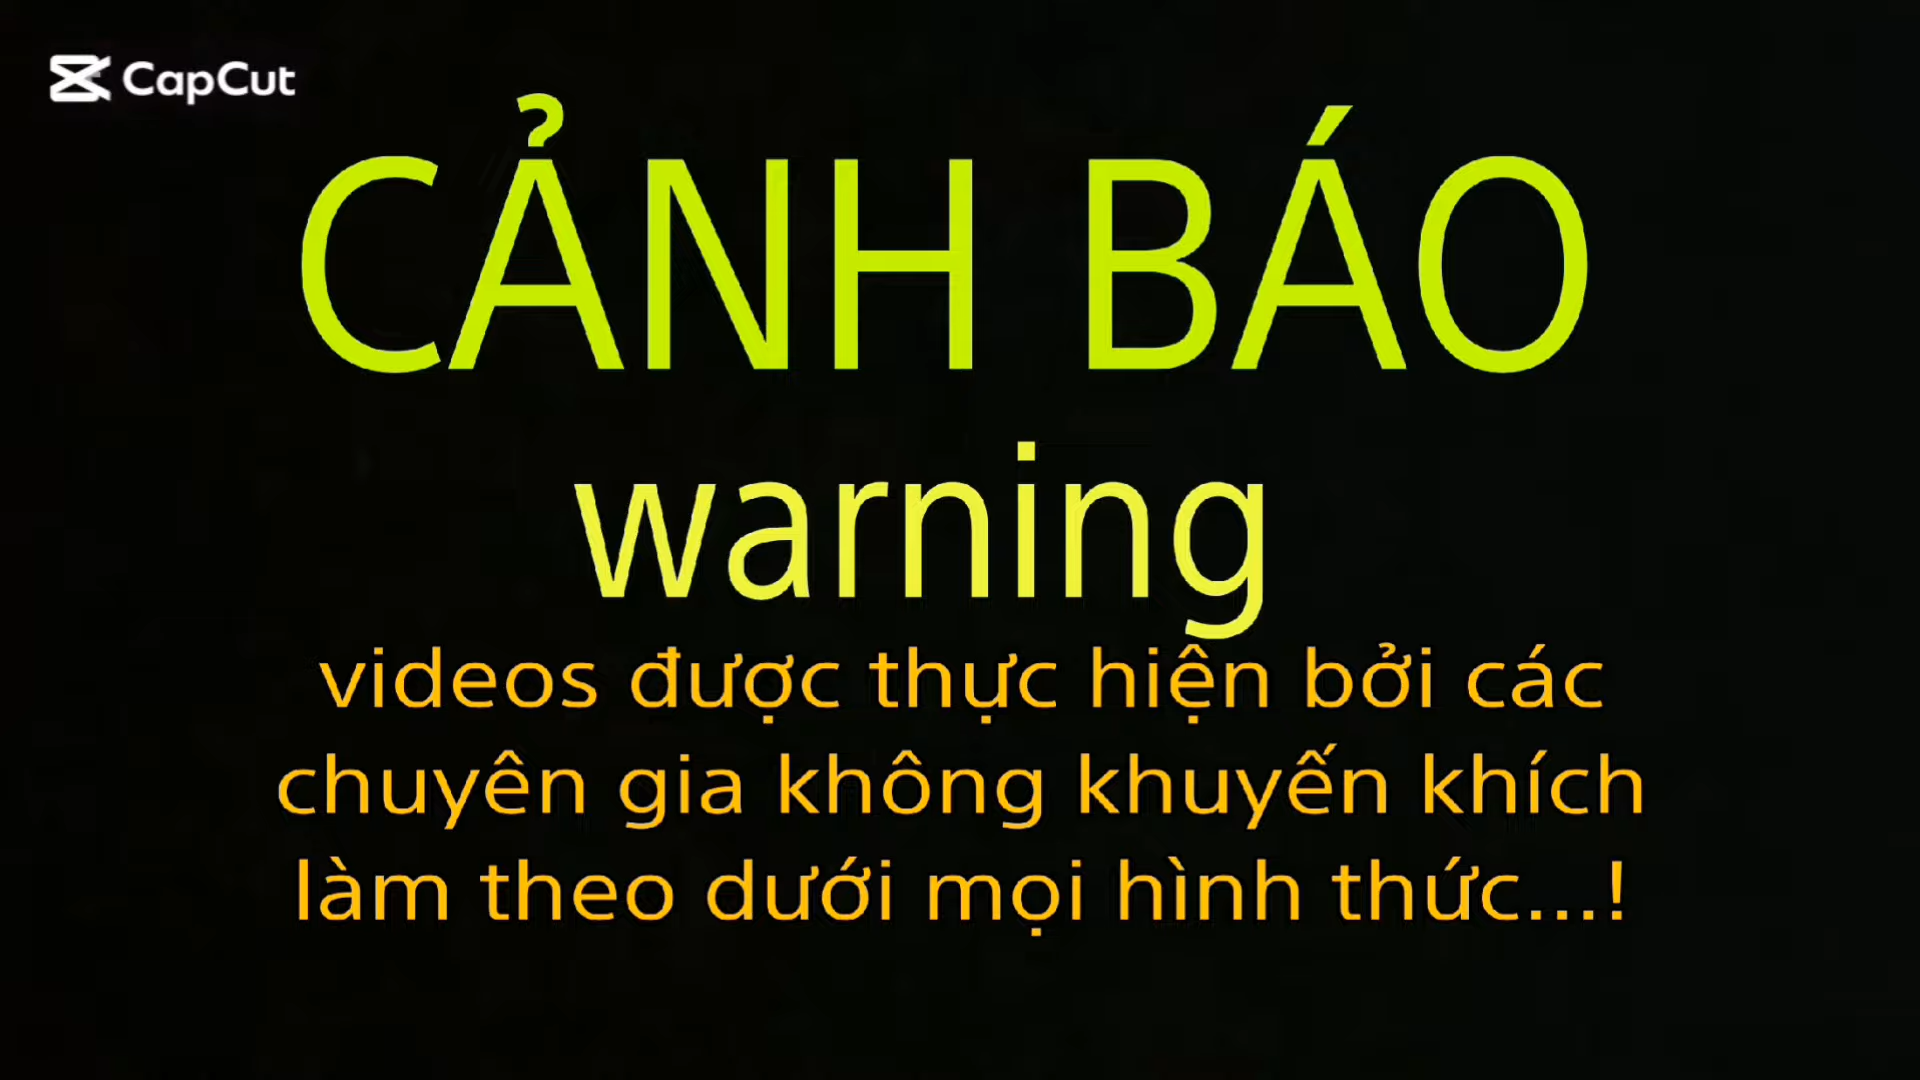 CapCut
CẢNH BÁO
warning
videos được thực hiện bởi các
chuyên gia không khuyến khích
làm theo dưới mọi hình thức...!